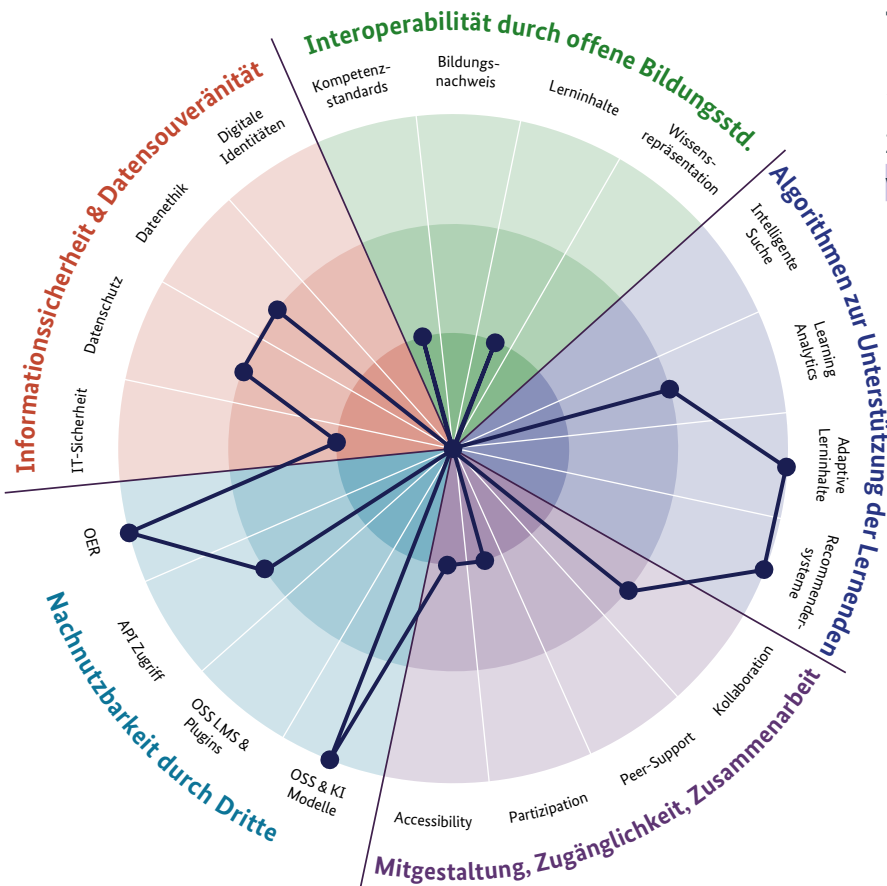 Interoperabilität durch offene Bildungsstd.
Kompetenz-
standards
Bildungs-
nachweis
Lerninhalte
Wissens-
repräsentation
Algorithmen zur Unterstützung der Lernenden
Intelligente
Suche
Learning
Analytics
Adaptive
Lerninhalte
Recommender-
systeme
Mitgestaltung, Zugänglichkeit, Zusammenarbeit
Kollaboration
Peer-Support
Partizipation
Accessibility
Nachnutzbarkeit durch Dritte
OSS & KI
Modelle
OSS LMS &
Plugins
API Zugriff
OER
Informationssicherheit & Datensouveränität
IT-Sicherheit
Datenschutz
Datenethik
Digitale
Identitäten